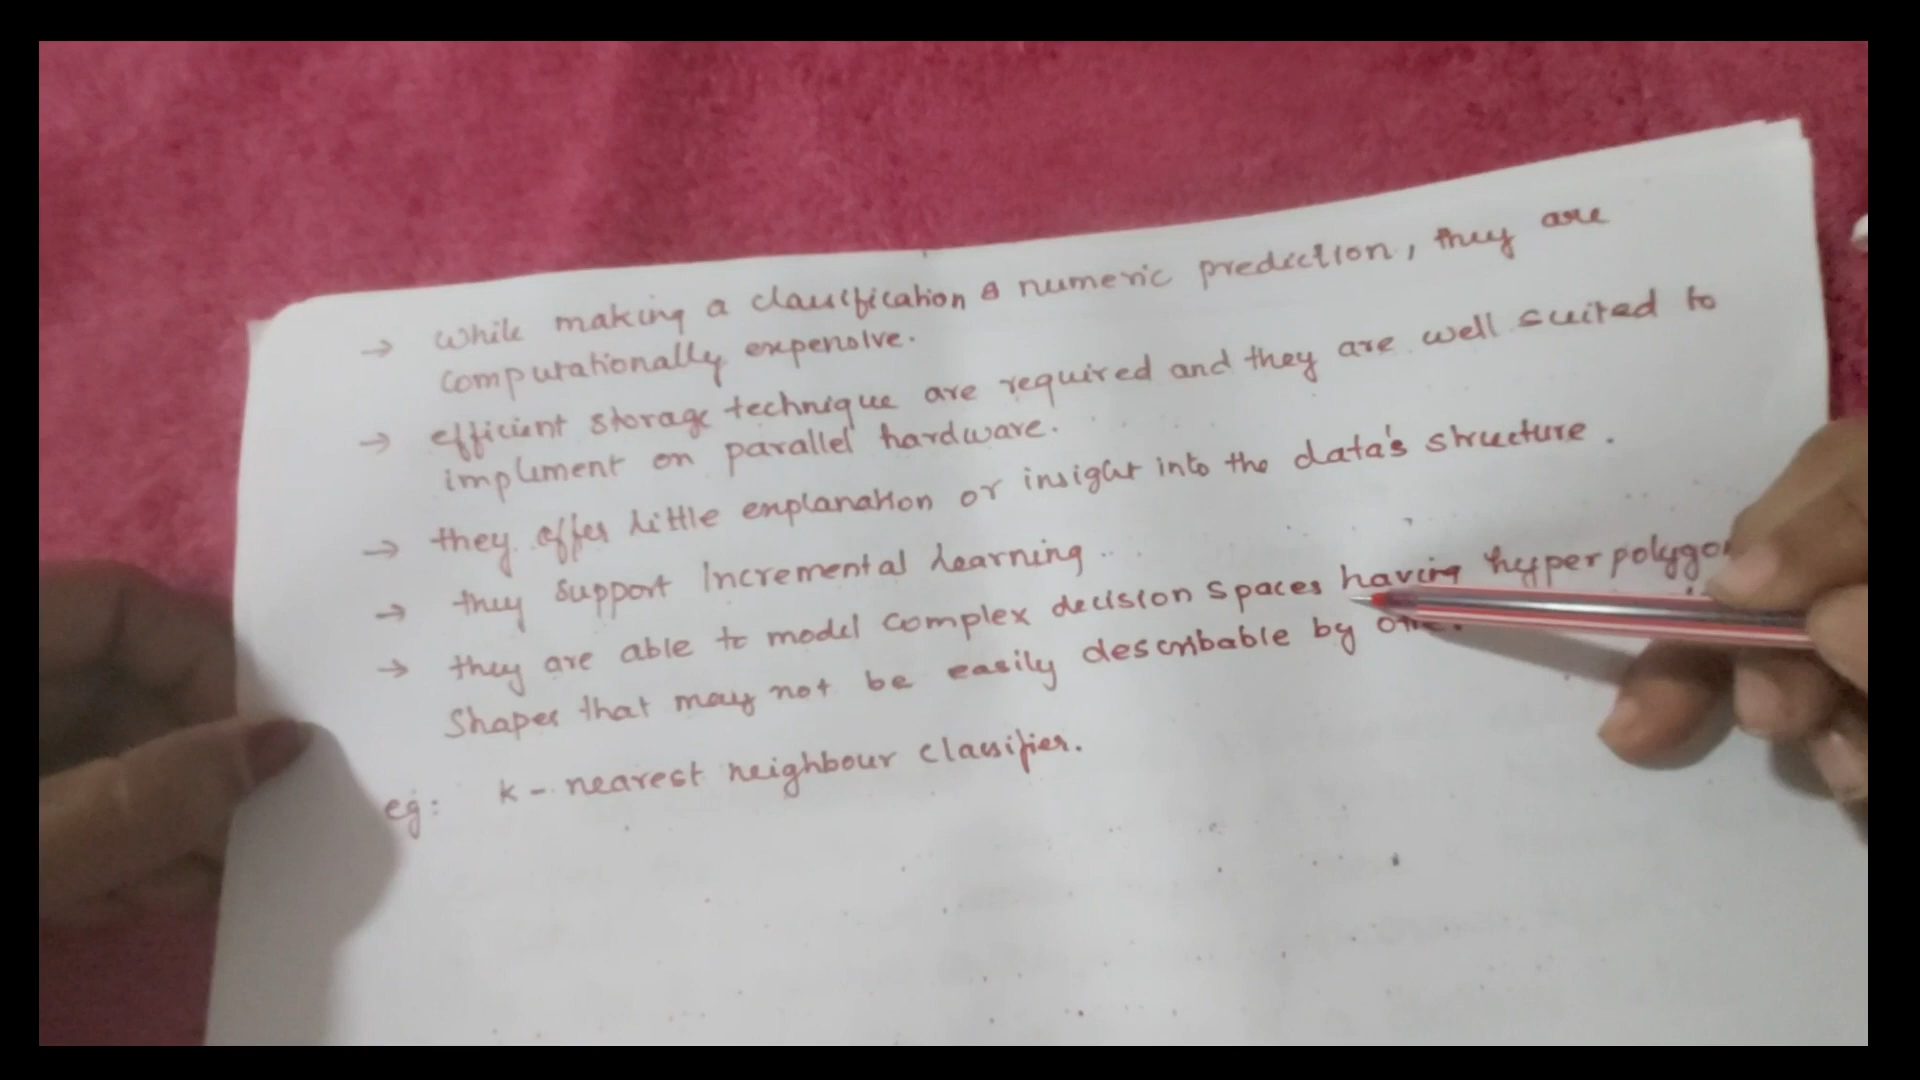 → While making a classification & numeric prediction, they are
computationally expensive.
→ efficient storage technique are required and they are well suited to
implement on parallel hardware.
→ they offer little explanation or insight into the data's structure.
→ they support Incremental Learning.
→ they are able to model complex decision spaces having hyperpolygon
shapes that may not be easily describable by
eg: k - nearest neighbour classifier.